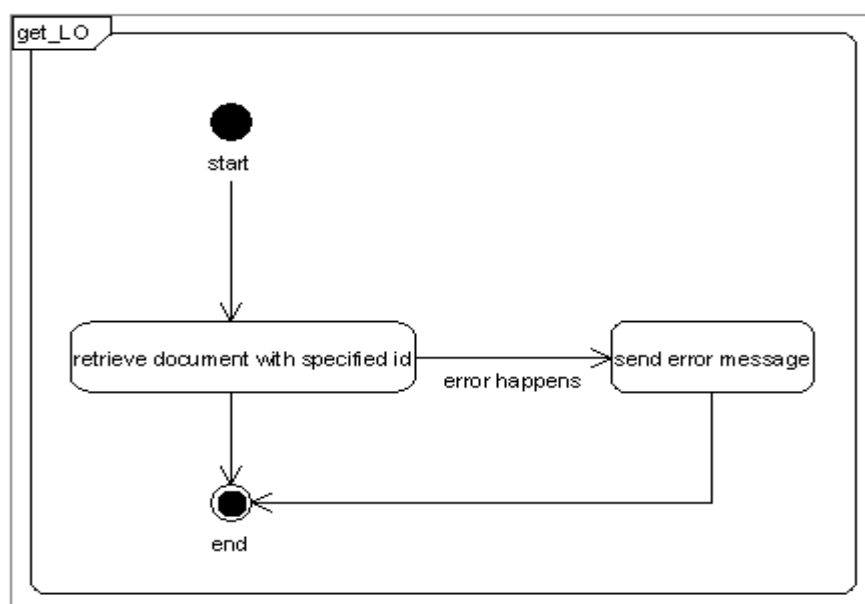 get_LO
start
retrieve document with specified id
send error message
error happens
end